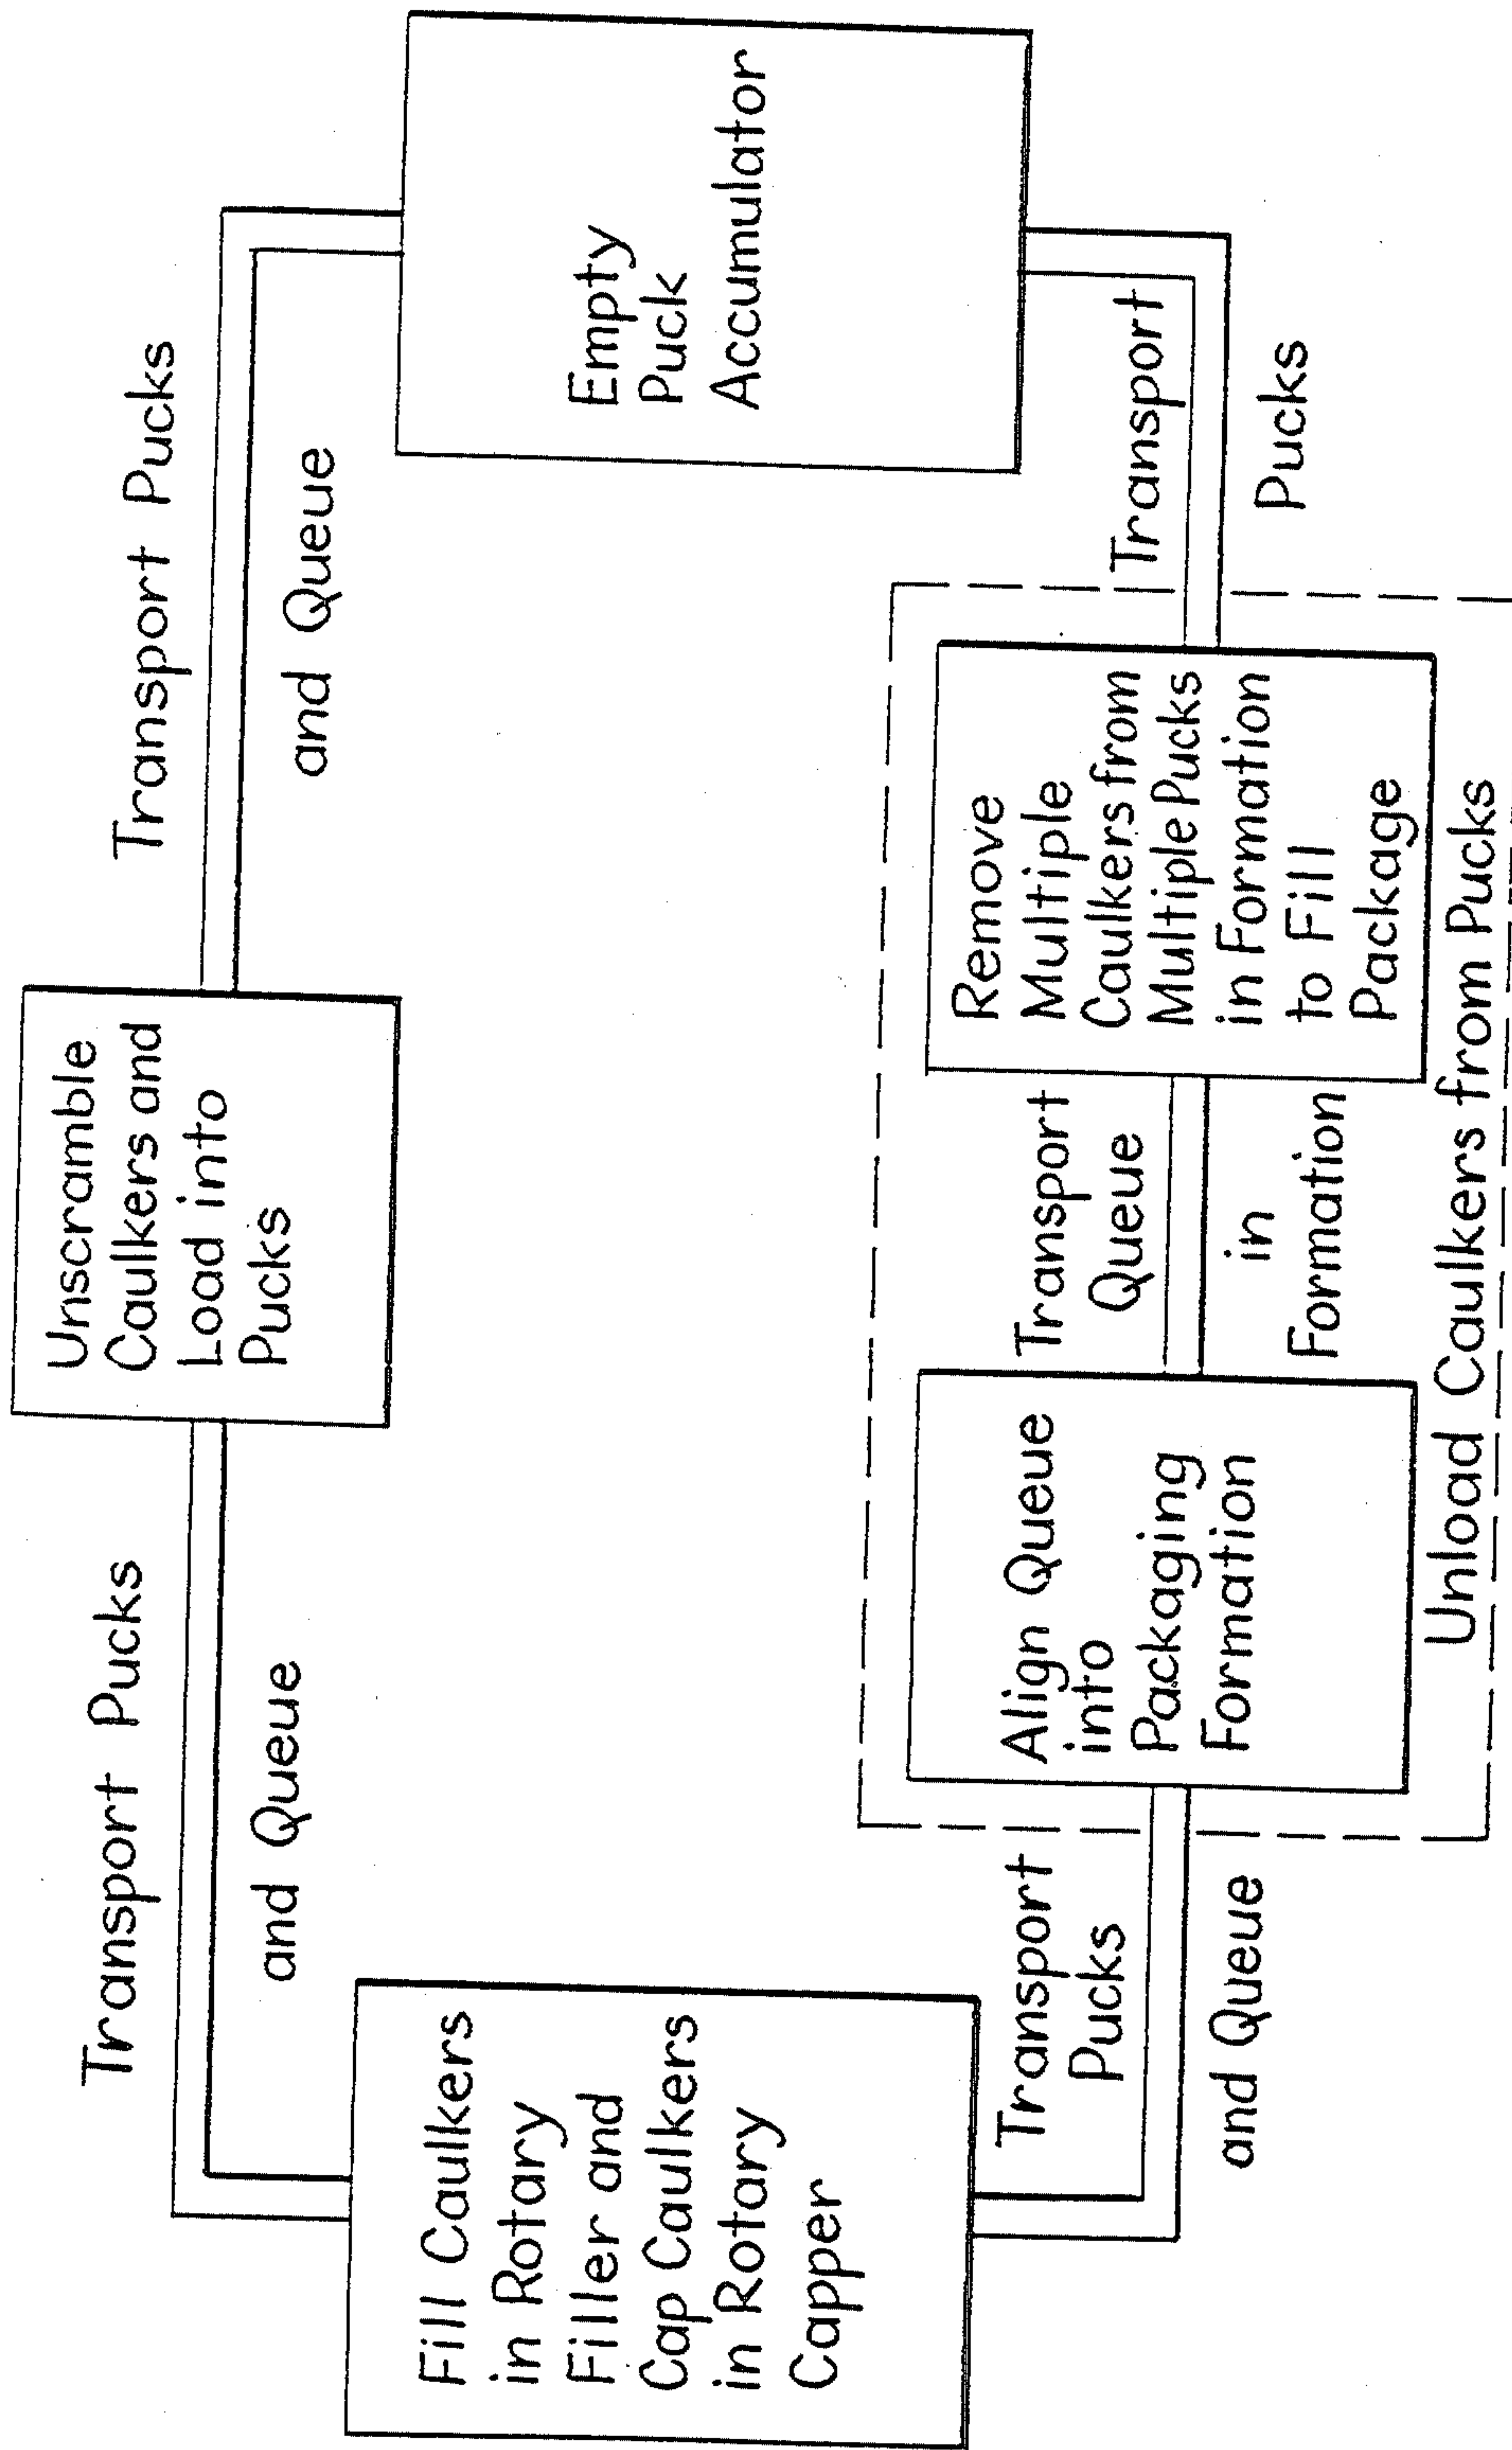 Unscramble
Caulkers and
Load into
Pucks
Transport Pucks
and Queue
Transport Pucks
and Queue
Fill Caulkers
in Rotary
Filler and
Cap Caulkers
in Rotary
Capper
Empty
Puck
Accumulator
Transport
Pucks
and Queue
Align Queue
into
Packaging
Formation
Transport
Queue
in
Formation
Remove
Multiple
Caulkers from
Multiple Pucks
in Formation
to Fill
Package
Transport
Pucks
Unload Caulkers from Pucks